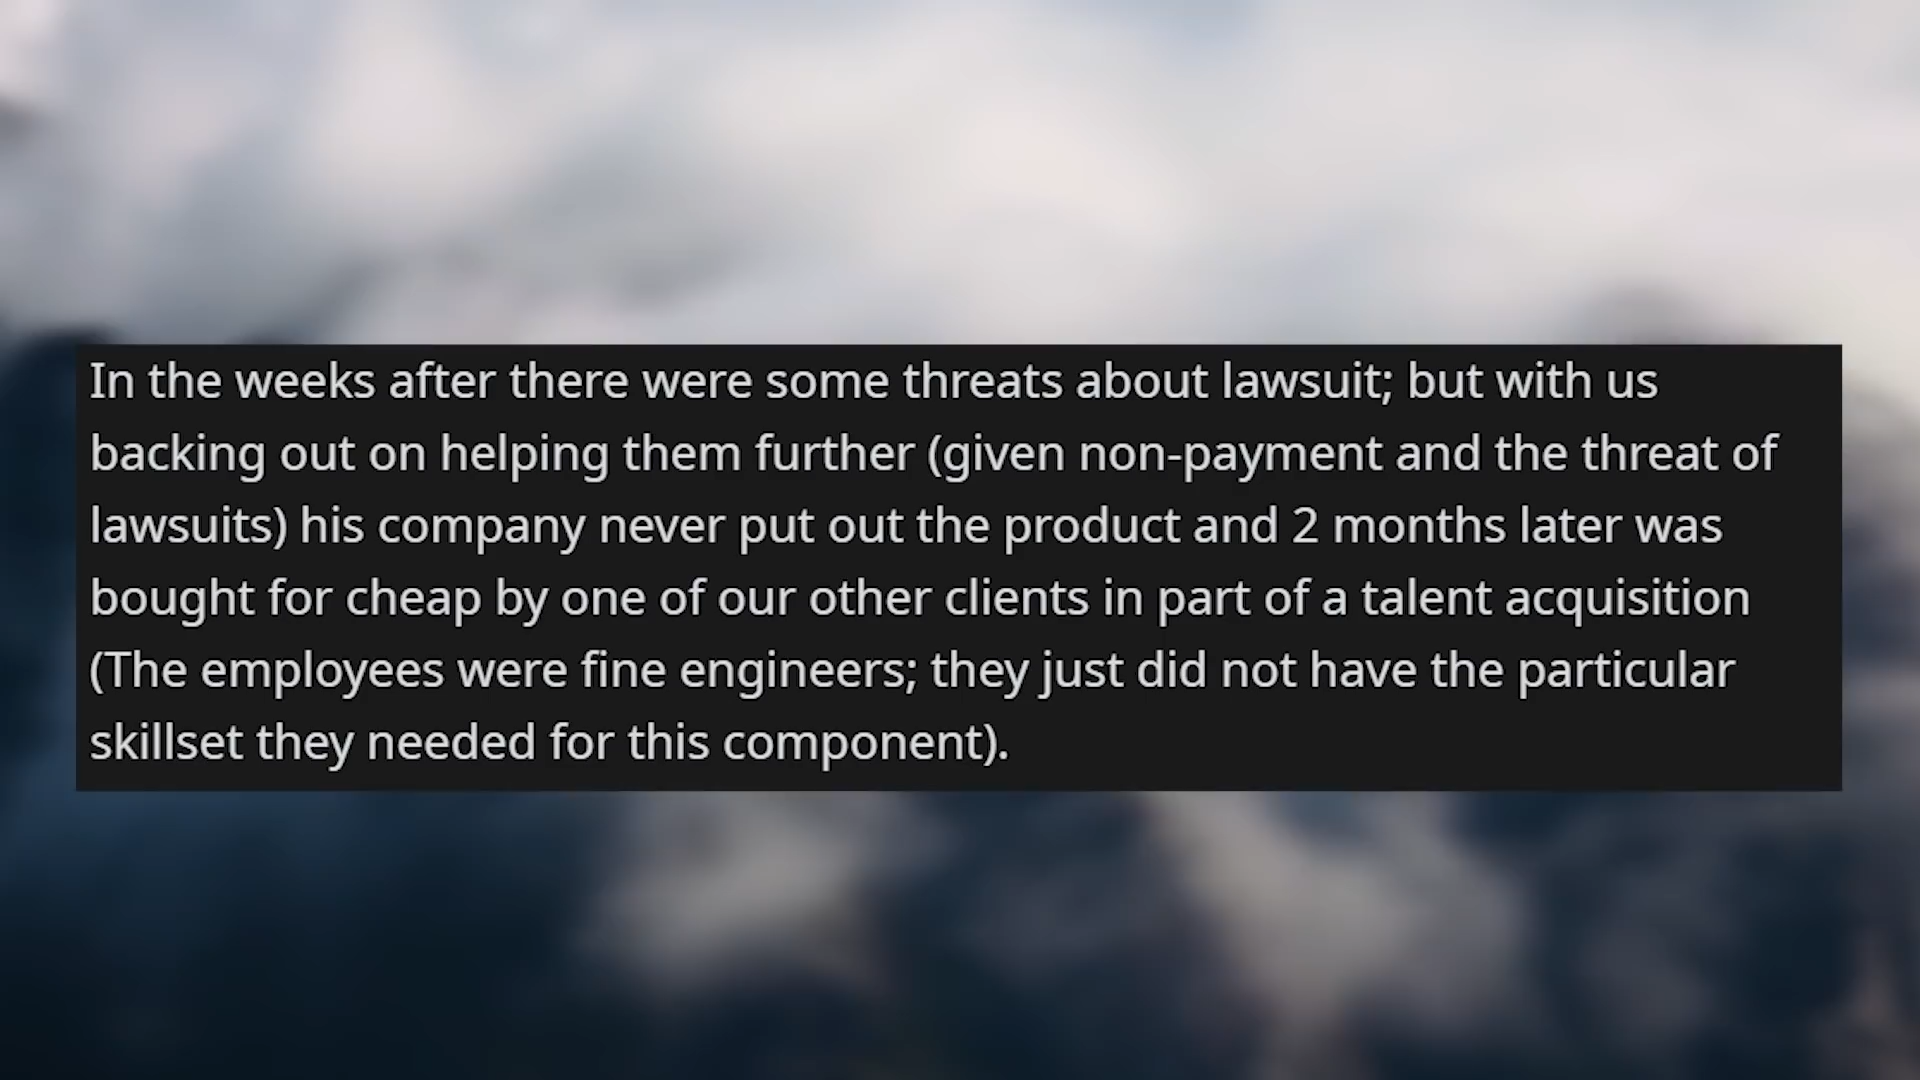 In the weeks after there were some threats about lawsuit; but with us
backing out on helping them further (given non-payment and the threat of
lawsuits) his company never put out the product and 2 months later was
bought for cheap by one of our other clients in part of a talent acquisition
(The employees were fine engineers; they just did not have the particular
skillset they needed for this component).